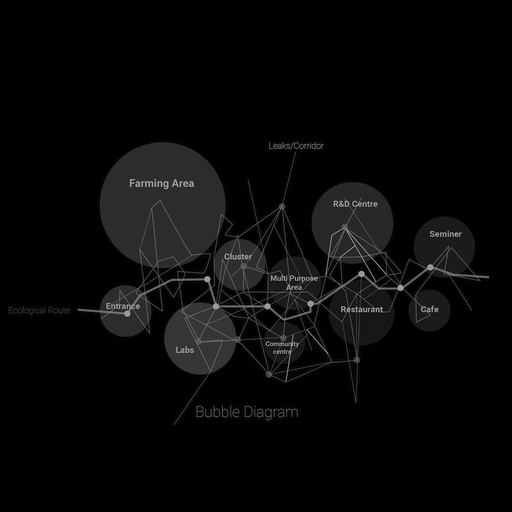 Leaks/Corridor
Farming Area
R&D Centre
Seminer
Cluster
Multi Purpose
Area
Entrance
Ecological Route
Restaurant
Cafe
Labs
Community
centre
Bubble Diagram